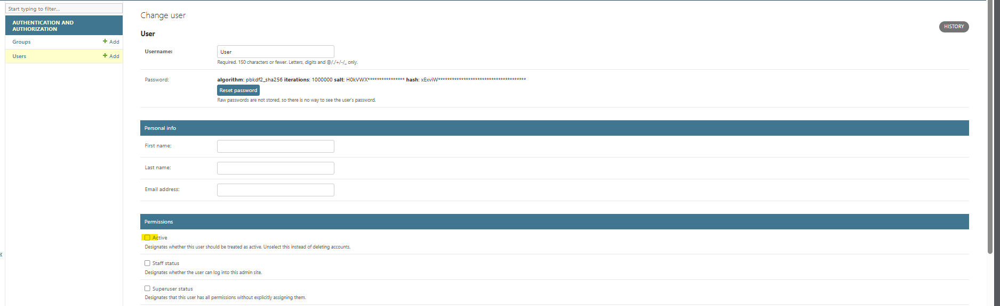 Start typing to filter...
AUTHENTICATION AND
AUTHORIZATION
Groups + Add
Users + Add
Change user
HISTORY
User
Username: User
Required. 150 characters or fewer. Letters, digits and @/./+/-/_ only.
Password: algorithm: pbkdf2_sha256 iterations: 1000000 salt: H0kVWX**************** hash: xExviW**************************************
Reset password
Raw passwords are not stored, so there is no way to see the user's password.
Personal info
First name:
Last name:
Email address:
Permissions
Active
Designates whether this user should be treated as active. Unselect this instead of deleting accounts.
Staff status
Designates whether the user can log into this admin site.
Superuser status
Designates that this user has all permissions without explicitly assigning them.